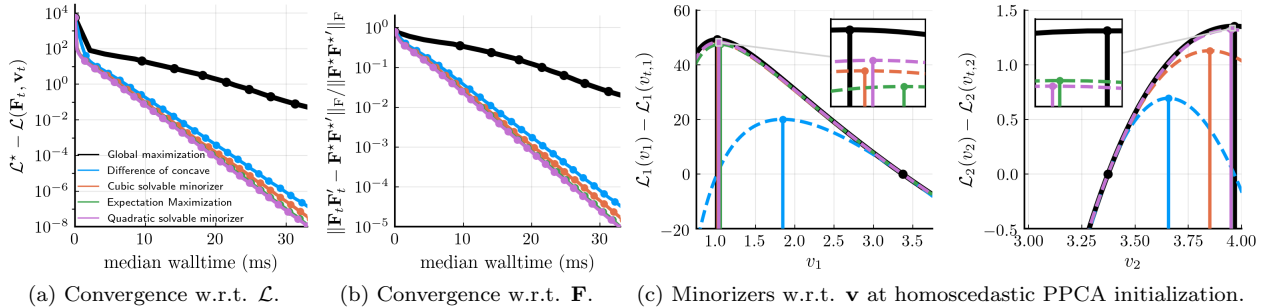 10⁴
10²
10⁰
10⁻²
10⁻⁴
10⁻⁶
10⁻⁸
ℒ* − ℒ(𝐅ₜ, 𝐯ₜ)
Global maximization
Difference of concave
Cubic solvable minorizer
Expectation Maximization
Quadratic solvable minorizer
0 10 20 30
median walltime (ms)
(a) Convergence w.r.t. ℒ.
10⁰
10⁻¹
10⁻²
10⁻³
10⁻⁴
10⁻⁵
‖𝐅ₜ𝐅ₜ′ − 𝐅*𝐅*′‖_F / ‖𝐅*𝐅*′‖_F
0 10 20 30
median walltime (ms)
(b) Convergence w.r.t. 𝐅.
60
40
20
0
−20
ℒ₁(v₁) − ℒ₁(vₜ,₁)
1.0 1.5 2.0 2.5 3.0 3.5
v₁
1.5
1.0
0.5
0.0
−0.5
ℒ₂(v₂) − ℒ₂(vₜ,₂)
3.00 3.25 3.50 3.75 4.00
v₂
(c) Minorizers w.r.t. 𝐯 at homoscedastic PPCA initialization.